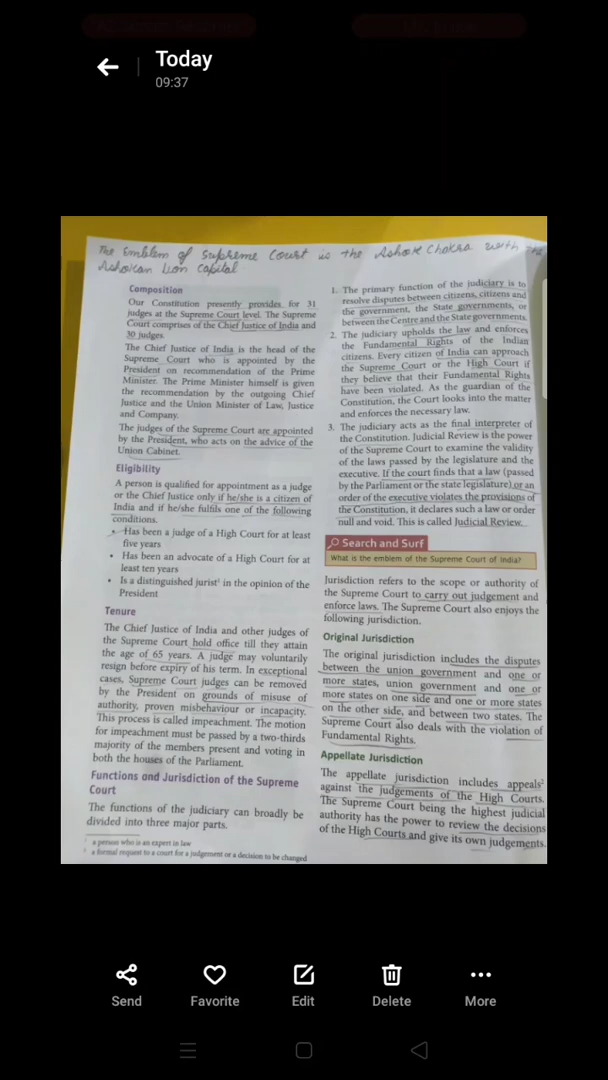 Today
09:37
The Emblem of Supreme Court is the Ashok Chokra with the
Ashokan Lion Capital
Composition
Our Constitution presently provides for 31
judges at the Supreme Court level. The Supreme
Court comprises of the Chief Justice of India and
30 judges.
The Chief Justice of India is the head of the
Supreme Court who is appointed by the
President on recommendation of the Prime
Minister. The Prime Minister himself is given
the recommendation by the outgoing Chief
Justice and the Union Minister of Law, Justice
and Company.
The judges of the Supreme Court are appointed
by the President, who acts on the advice of the
Union Cabinet.
Eligibility
A person is qualified for appointment as a judge
or the Chief Justice only if he/she is a citizen of
India and if he/she fulfils one of the following
conditions.
• Has been a judge of a High Court for at least
five years
• Has been an advocate of a High Court for at
least ten years
• Is a distinguished jurist¹ in the opinion of the
President
Tenure
The Chief Justice of India and other judges of
the Supreme Court hold office till they attain
the age of 65 years. A judge may voluntarily
resign before expiry of his term. In exceptional
cases, Supreme Court judges can be removed
by the President on grounds of misuse of
authority, proven misbehaviour or incapacity.
This process is called impeachment. The motion
for impeachment must be passed by a two-thirds
majority of the members present and voting in
both the houses of the Parliament.
Functions and Jurisdiction of the Supreme
Court
The functions of the judiciary can broadly be
divided into three major parts.
¹ a person who is an expert in law
² a formal request to a court for a judgement or a decision to be changed
1. The primary function of the judiciary is to
resolve disputes between citizens, citizens and
the government, the State governments, or
between the Centre and the State governments.
2. The judiciary upholds the law and enforces
the Fundamental Rights of the Indian
citizens. Every citizen of India can approach
the Supreme Court or the High Court if
they believe that their Fundamental Rights
have been violated. As the guardian of the
Constitution, the Court looks into the matter
and enforces the necessary law.
3. The judiciary acts as the final interpreter of
the Constitution. Judicial Review is the power
of the Supreme Court to examine the validity
of the laws passed by the legislature and the
executive. If the court finds that a law (passed
by the Parliament or the state legislature) or an
order of the executive violates the provisions of
the Constitution, it declares such a law or order
null and void. This is called Judicial Review.
Search and Surf
What is the emblem of the Supreme Court of India?
Jurisdiction refers to the scope or authority of
the Supreme Court to carry out judgement and
enforce laws. The Supreme Court also enjoys the
following jurisdiction.
Original Jurisdiction
The original jurisdiction includes the disputes
between the union government and one or
more states, union government and one or
more states on one side and one or more states
on the other side, and between two states. The
Supreme Court also deals with the violation of
Fundamental Rights.
Appellate Jurisdiction
The appellate jurisdiction includes appeals²
against the judgements of the High Courts.
The Supreme Court being the highest judicial
authority has the power to review the decisions
of the High Courts and give its own judgements.
Send
Favorite
Edit
Delete
More